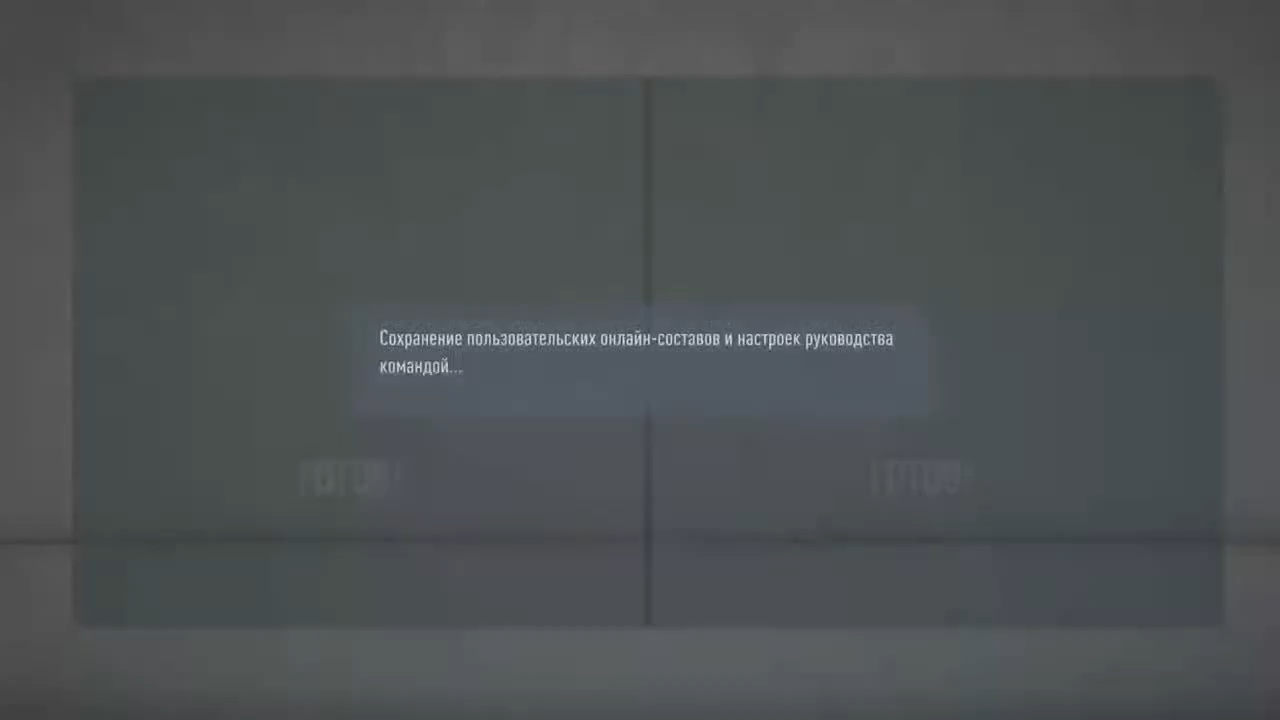 Сохранение пользовательских онлайн-составов и настроек руководства
командой...